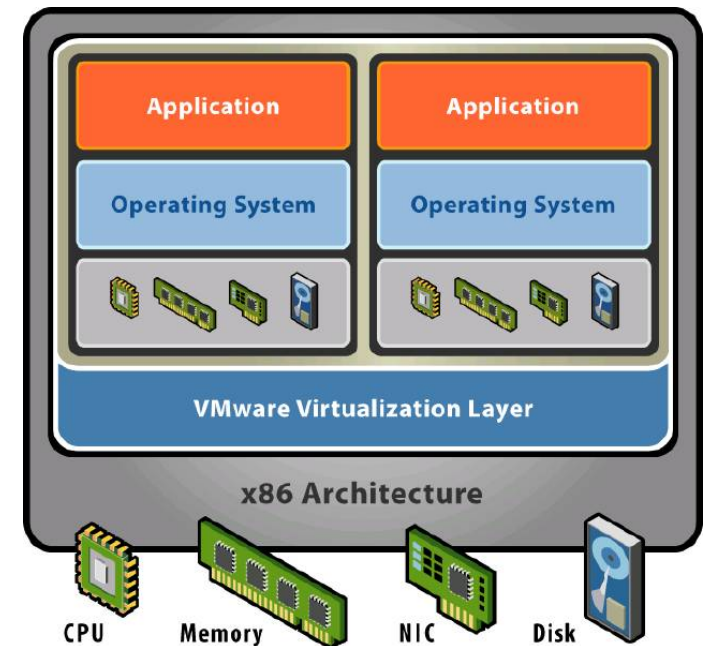 Application
Application
Operating System
Operating System
VMware Virtualization Layer
x86 Architecture
CPU
Memory
NIC
Disk